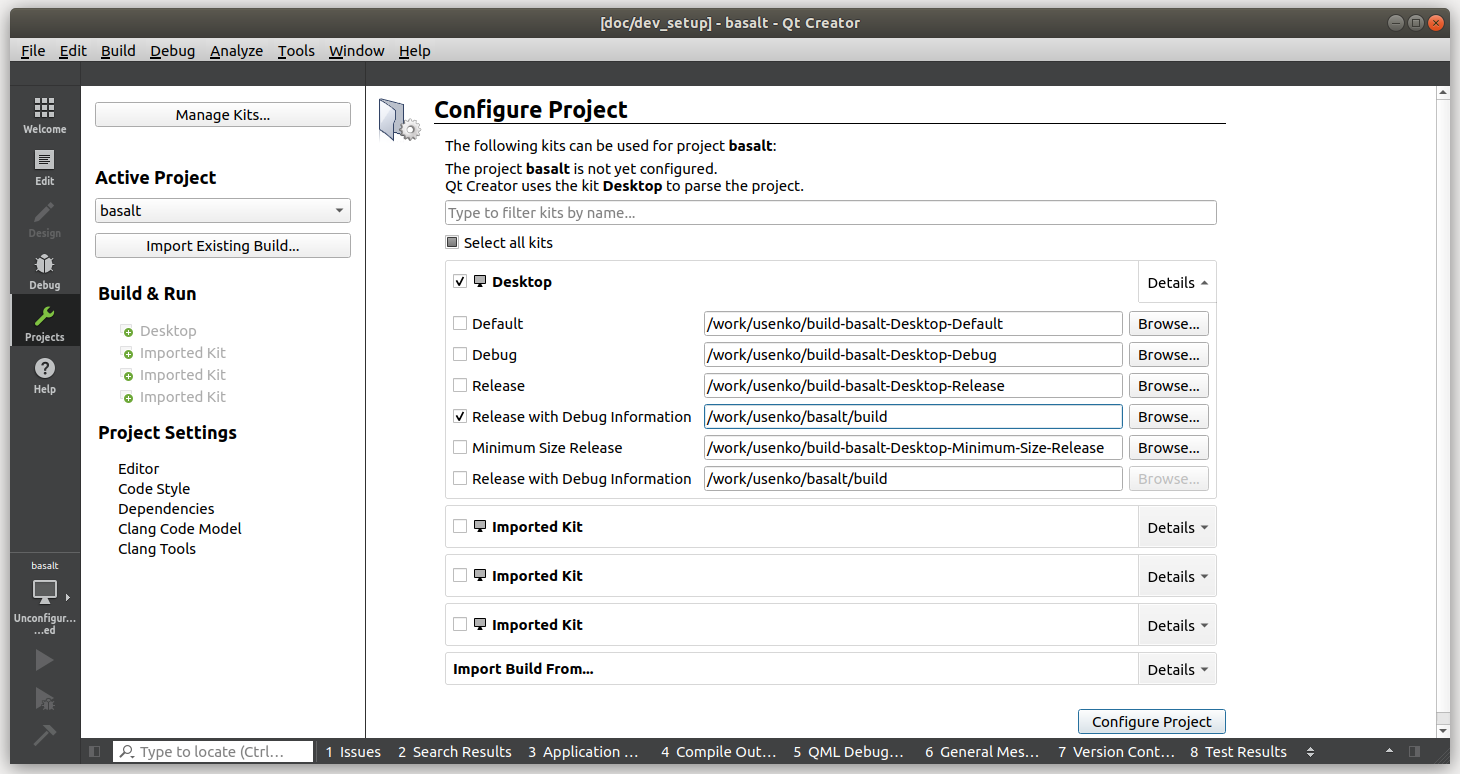 [doc/dev_setup] - basalt - Qt Creator
File Edit Build Debug Analyze Tools Window Help
Welcome
Edit
Design
Debug
Projects
Help
basalt
Unconfigur...
...ed
Manage Kits...
Active Project
basalt
Import Existing Build...
Build & Run
Desktop
Imported Kit
Imported Kit
Imported Kit
Project Settings
Editor
Code Style
Dependencies
Clang Code Model
Clang Tools
Configure Project
The following kits can be used for project basalt:
The project basalt is not yet configured.
Qt Creator uses the kit Desktop to parse the project.
Type to filter kits by name...
Select all kits
Desktop Details
Default /work/usenko/build-basalt-Desktop-Default Browse...
Debug /work/usenko/build-basalt-Desktop-Debug Browse...
Release /work/usenko/build-basalt-Desktop-Release Browse...
Release with Debug Information /work/usenko/basalt/build Browse...
Minimum Size Release /work/usenko/build-basalt-Desktop-Minimum-Size-Release Browse...
Release with Debug Information /work/usenko/basalt/build Browse...
Imported Kit Details
Imported Kit Details
Imported Kit Details
Import Build From... Details
Configure Project
Type to locate (Ctrl... 1 Issues 2 Search Results 3 Application ... 4 Compile Out... 5 QML Debug... 6 General Mes... 7 Version Cont... 8 Test Results